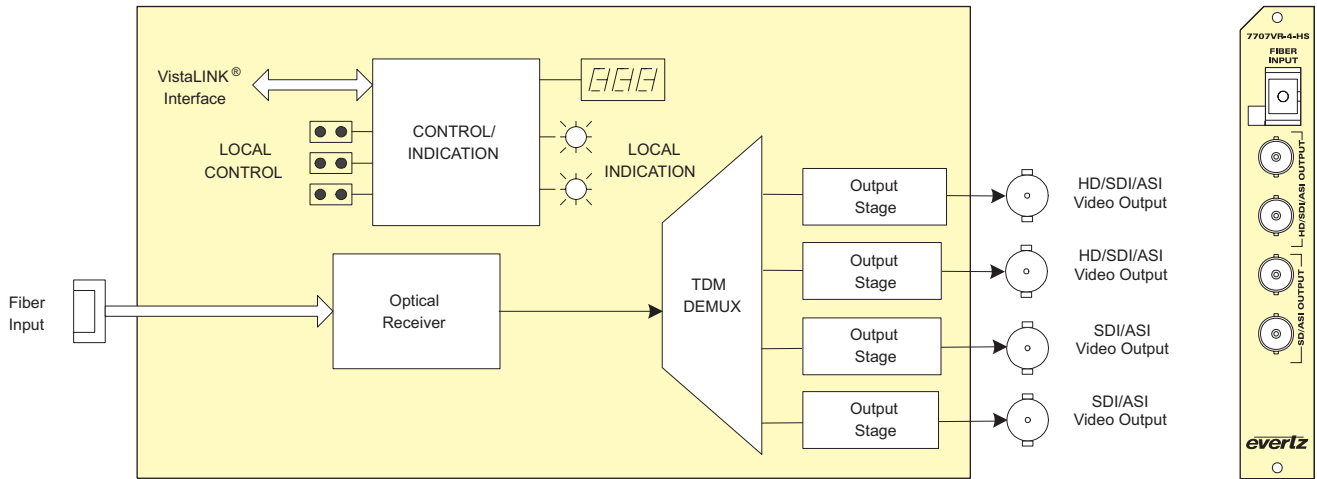 VistaLINK®
Interface
LOCAL
CONTROL
CONTROL/
INDICATION
LOCAL
INDICATION
Fiber
Input
Optical
Receiver
TDM
DEMUX
Output
Stage
HD/SDI/ASI
Video Output
Output
Stage
HD/SDI/ASI
Video Output
Output
Stage
SDI/ASI
Video Output
Output
Stage
SDI/ASI
Video Output
7707VR-4-HS
FIBER
INPUT
HD/SDI/ASI OUTPUT
SD/ASI OUTPUT
evertz